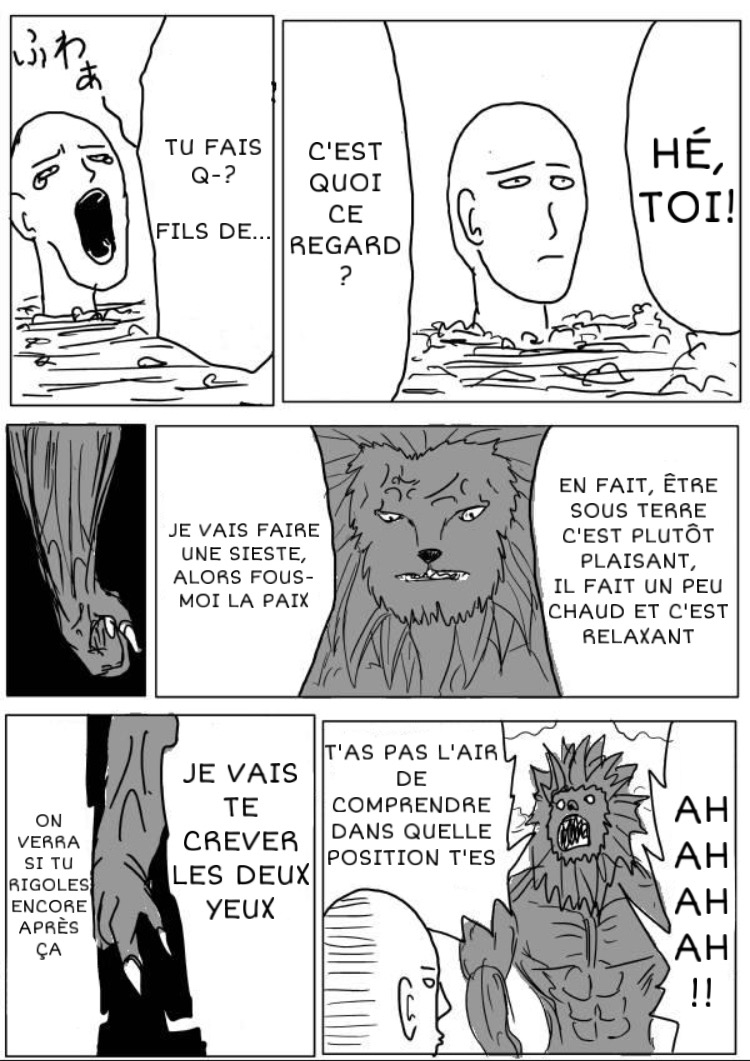 HÉ,
TOI!
C'EST
QUOI
CE
REGARD
?
TU FAIS
Q-?
FILS DE...
ふわぁ
EN FAIT, ÊTRE
SOUS TERRE
C'EST PLUTÔT
PLAISANT,
IL FAIT UN PEU
CHAUD ET C'EST
RELAXANT
JE VAIS FAIRE
UNE SIESTE,
ALORS FOUS-
MOI LA PAIX
AH
AH
AH
AH
!!
T'AS PAS L'AIR
DE
COMPRENDRE
DANS QUELLE
POSITION T'ES
JE VAIS
TE
CREVER
LES DEUX
YEUX
ON
VERRA
SI TU
RIGOLES
ENCORE
APRÈS
ÇA